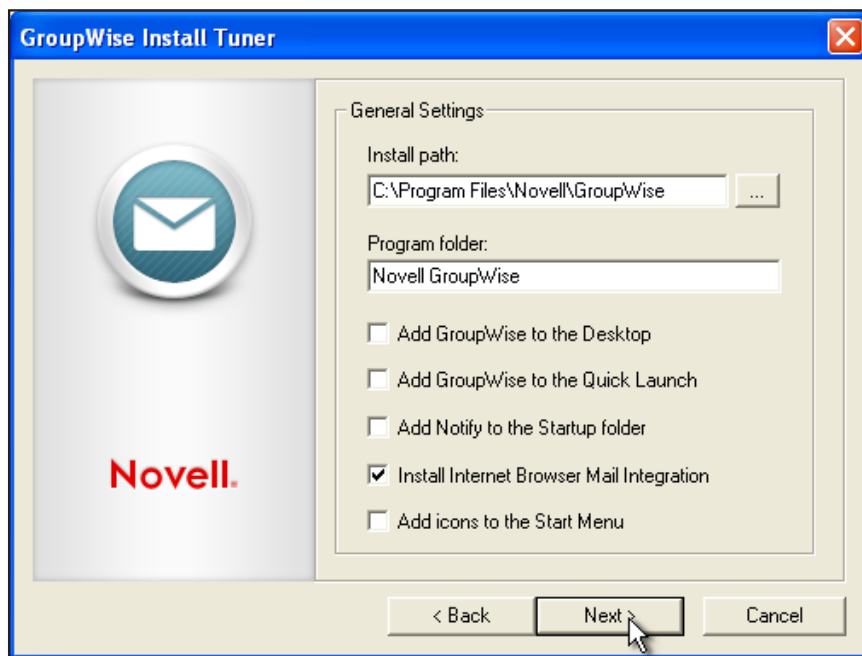 GroupWise Install Tuner
General Settings
Install path:
C:\Program Files\Novell\GroupWise
...
Program folder:
Novell GroupWise
Add GroupWise to the Desktop
Add GroupWise to the Quick Launch
Add Notify to the Startup folder
Install Internet Browser Mail Integration
Add icons to the Start Menu
Novell.
< Back
Next >
Cancel